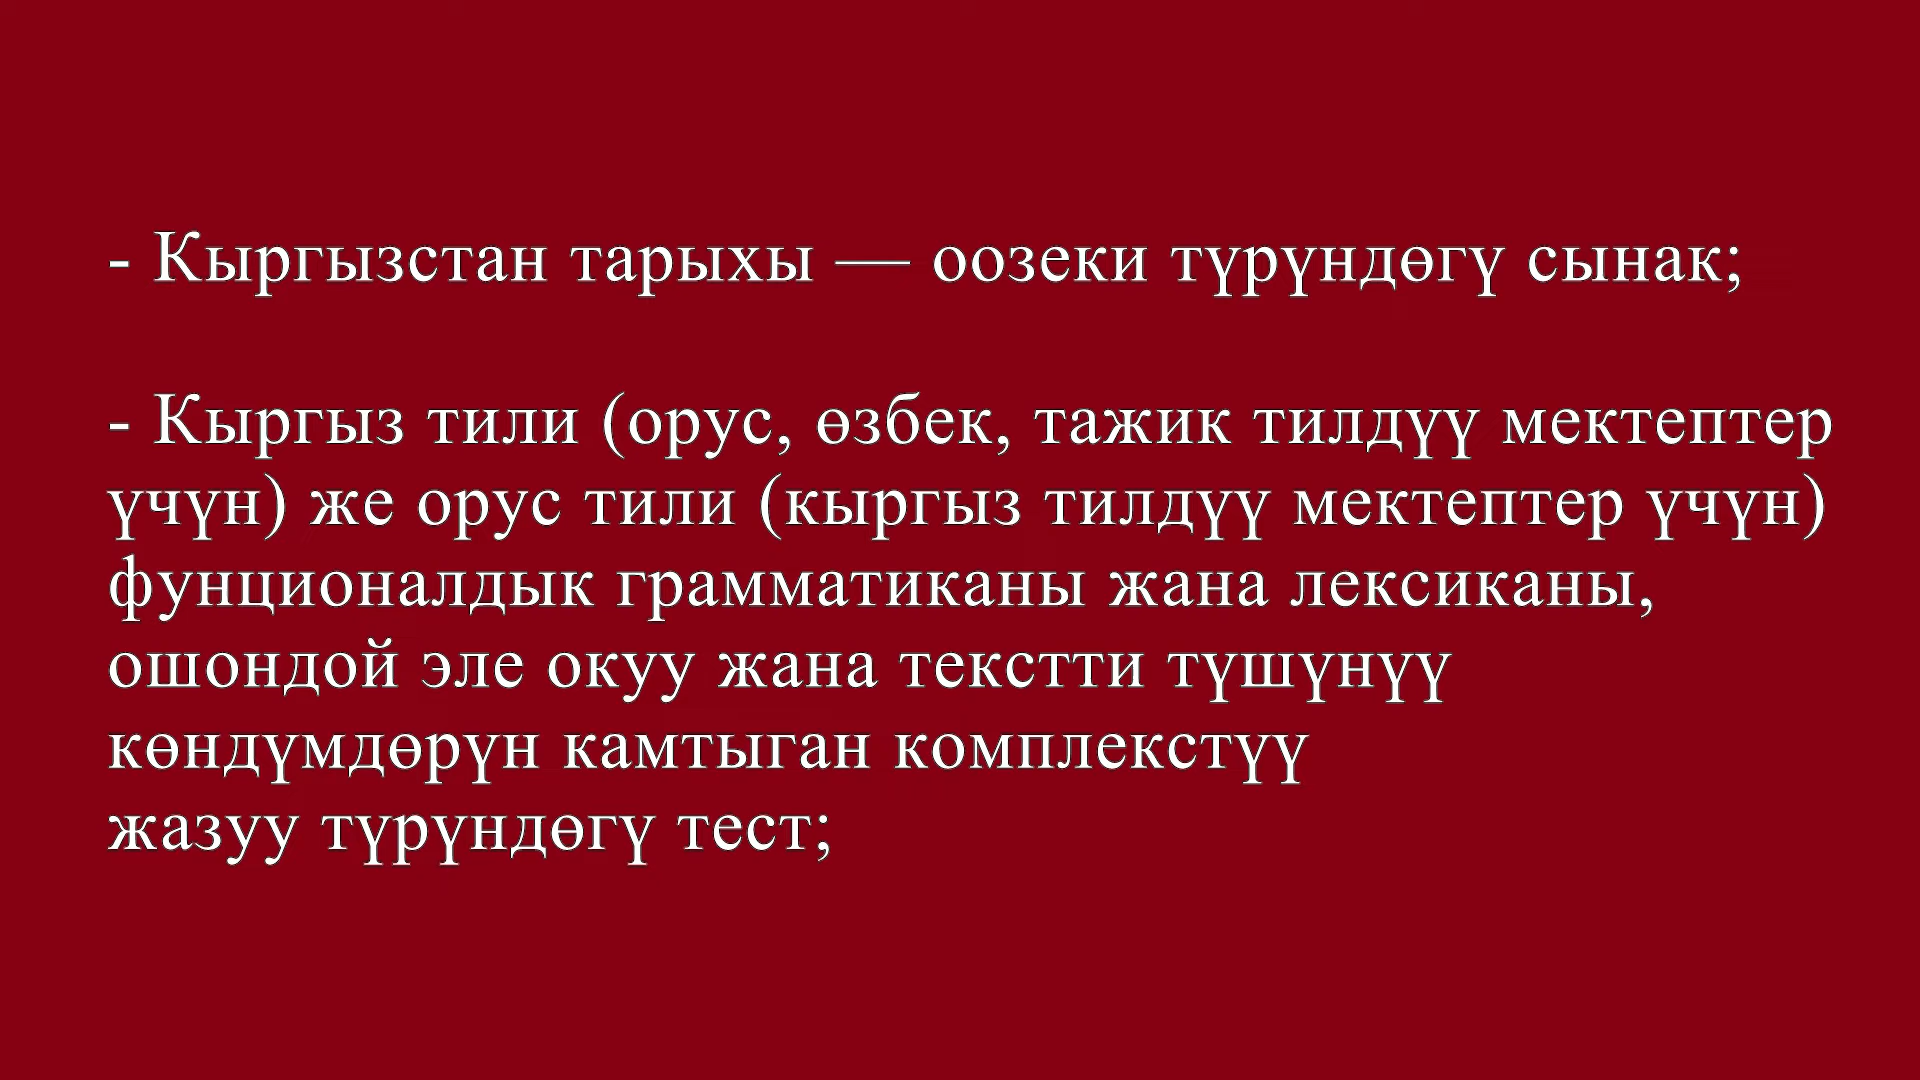 - Кыргызстан тарыхы — оозеки түрүндөгү сынак;
- Кыргыз тили (орус, өзбек, тажик тилдүү мектептер
үчүн) же орус тили (кыргыз тилдүү мектептер үчүн)
фунционалдык грамматиканы жана лексиканы,
ошондой эле окуу жана текстти түшүнүү
көндүмдөрүн камтыган комплекстүү
жазуу түрүндөгү тест;